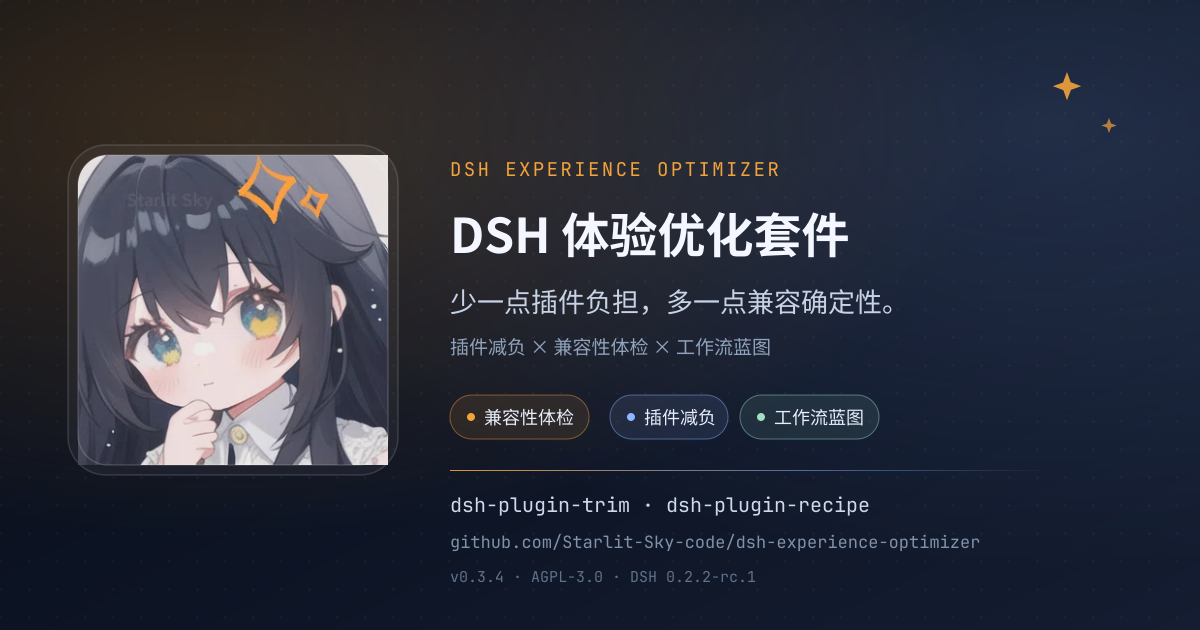 Starlit Sky
DSH EXPERIENCE OPTIMIZER
DSH 体验优化套件
少一点插件负担，多一点兼容确定性。
插件减负 × 兼容性体检 × 工作流蓝图
兼容性体检 插件减负 工作流蓝图
dsh-plugin-trim · dsh-plugin-recipe
github.com/Starlit-Sky-code/dsh-experience-optimizer
v0.3.4 · AGPL-3.0 · DSH 0.2.2-rc.1